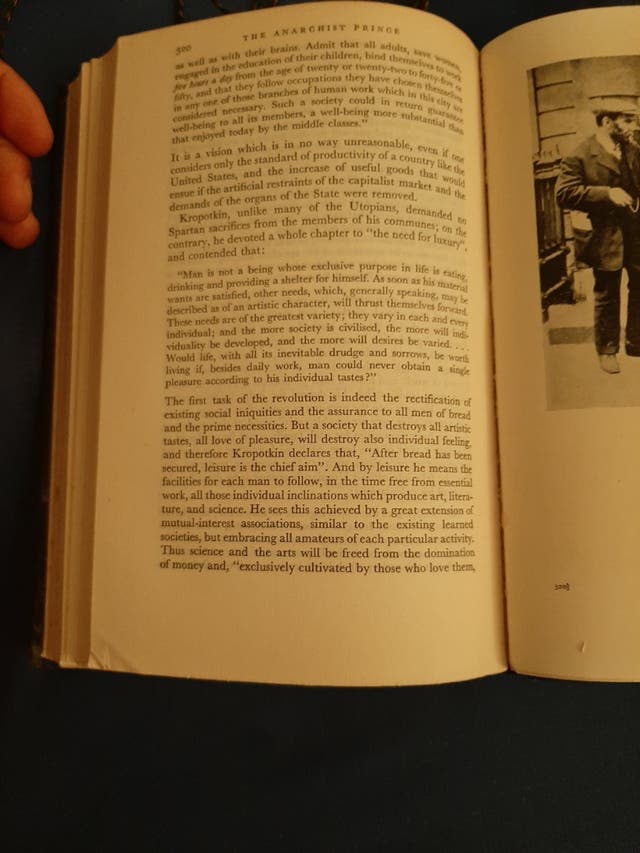 320
THE ANARCHIST PRINCE
as well as with their brains. Admit that all adults, save women
engaged in the education of their children, bind themselves to work
five hours a day from the age of twenty or twenty-two to forty-five or
fifty, and that they follow occupations they have chosen themselves
in any one of those branches of human work which in this city are
considered necessary. Such a society could in return guarantee
well-being to all its members, a well-being more substantial than
that enjoyed today by the middle classes."
It is a vision which is in no way unreasonable, even if one
considers only the standard of productivity of a country like the
United States, and the increase of useful goods that would
ensue if the artificial restraints of the capitalist market and the
demands of the organs of the State were removed.
Kropotkin, unlike many of the Utopians, demanded no
Spartan sacrifices from the members of his communes; on the
contrary, he devoted a whole chapter to "the need for luxury",
and contended that:
"Man is not a being whose exclusive purpose in life is eating,
drinking and providing a shelter for himself. As soon as his material
wants are satisfied, other needs, which, generally speaking, may be
described as of an artistic character, will thrust themselves forward.
These needs are of the greatest variety; they vary in each and every
individual; and the more society is civilised, the more will indi-
viduality be developed, and the more will desires be varied. . . .
Would life, with all its inevitable drudge and sorrows, be worth
living if, besides daily work, man could never obtain a single
pleasure according to his individual tastes?"
The first task of the revolution is indeed the rectification of
existing social iniquities and the assurance to all men of bread
and the prime necessities. But a society that destroys all artistic
tastes, all love of pleasure, will destroy also individual feeling,
and therefore Kropotkin declares that, "After bread has been
secured, leisure is the chief aim". And by leisure he means the
facilities for each man to follow, in the time free from essential
work, all those individual inclinations which produce art, litera-
ture, and science. He sees this achieved by a great extension of
mutual-interest associations, similar to the existing learned
societies, but embracing all amateurs of each particular activity.
Thus science and the arts will be freed from the domination
of money and, "exclusively cultivated by those who love them,